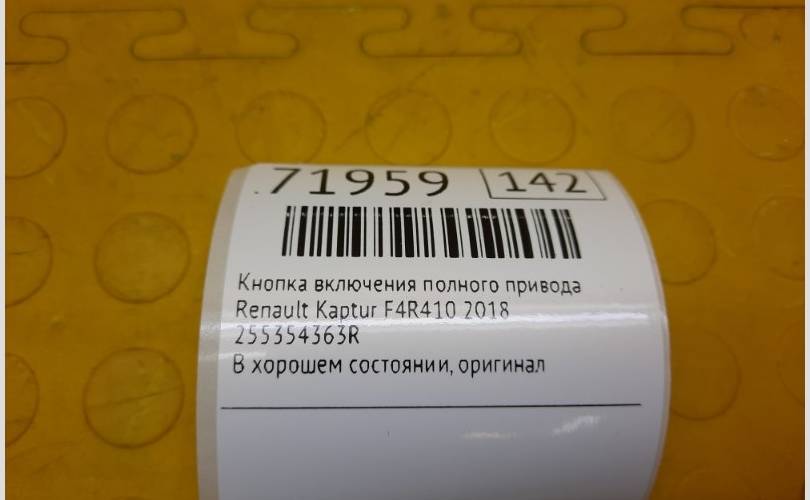 71959 142
Кнопка включения полного привода
Renault Kaptur F4R410 2018
255354363R
В хорошем состоянии, оригинал